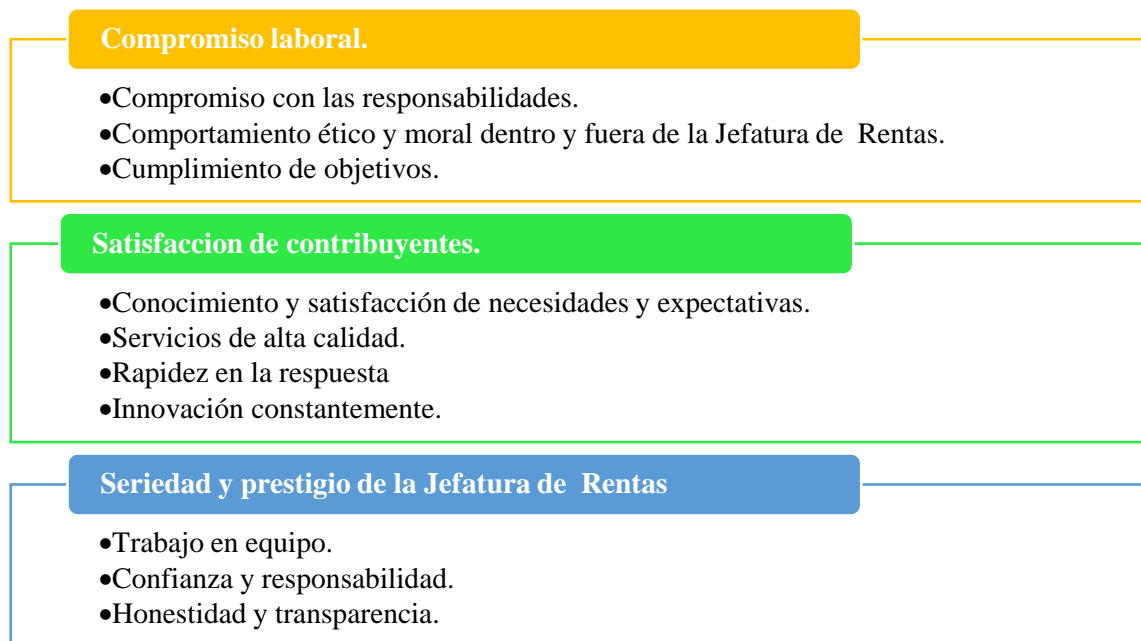 Compromiso laboral.
•Compromiso con las responsabilidades.
•Comportamiento ético y moral dentro y fuera de la Jefatura de  Rentas.
•Cumplimiento de objetivos.
Satisfaccion de contribuyentes.
•Conocimiento y satisfacción de necesidades y expectativas.
•Servicios de alta calidad.
•Rapidez en la respuesta
•Innovación constantemente.
Seriedad y prestigio de la Jefatura de  Rentas
•Trabajo en equipo.
•Confianza y responsabilidad.
•Honestidad y transparencia.